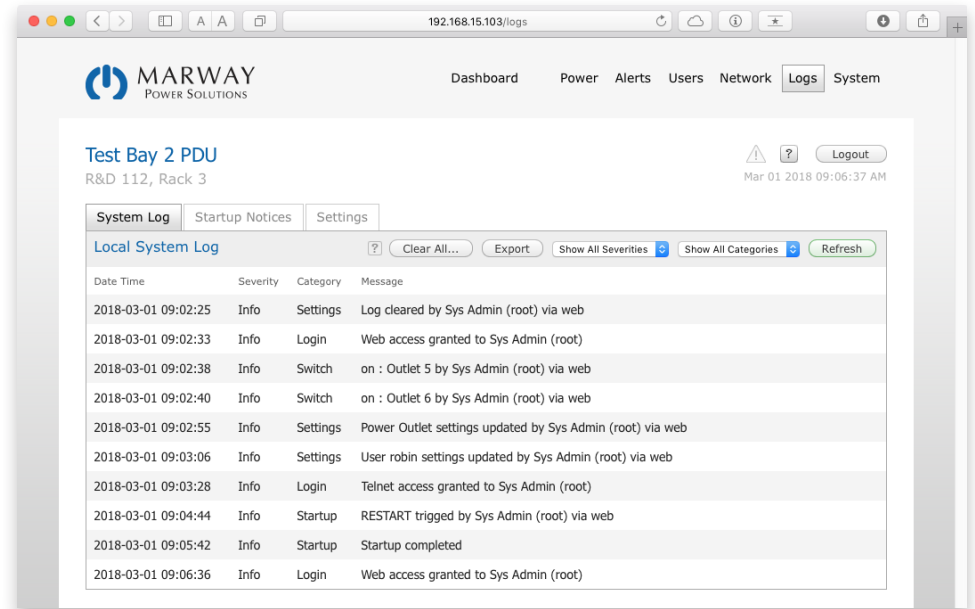 A A 192.168.15.103/logs
MARWAY
POWER SOLUTIONS
Dashboard Power Alerts Users Network Logs System
Test Bay 2 PDU
R&D 112, Rack 3
? Logout
Mar 01 2018 09:06:37 AM
System Log Startup Notices Settings
Local System Log ? Clear All... Export Show All Severities Show All Categories Refresh
Date Time Severity Category Message
2018-03-01 09:02:25 Info Settings Log cleared by Sys Admin (root) via web
2018-03-01 09:02:33 Info Login Web access granted to Sys Admin (root)
2018-03-01 09:02:38 Info Switch on : Outlet 5 by Sys Admin (root) via web
2018-03-01 09:02:40 Info Switch on : Outlet 6 by Sys Admin (root) via web
2018-03-01 09:02:55 Info Settings Power Outlet settings updated by Sys Admin (root) via web
2018-03-01 09:03:06 Info Settings User robin settings updated by Sys Admin (root) via web
2018-03-01 09:03:28 Info Login Telnet access granted to Sys Admin (root)
2018-03-01 09:04:44 Info Startup RESTART trigged by Sys Admin (root) via web
2018-03-01 09:05:42 Info Startup Startup completed
2018-03-01 09:06:36 Info Login Web access granted to Sys Admin (root)